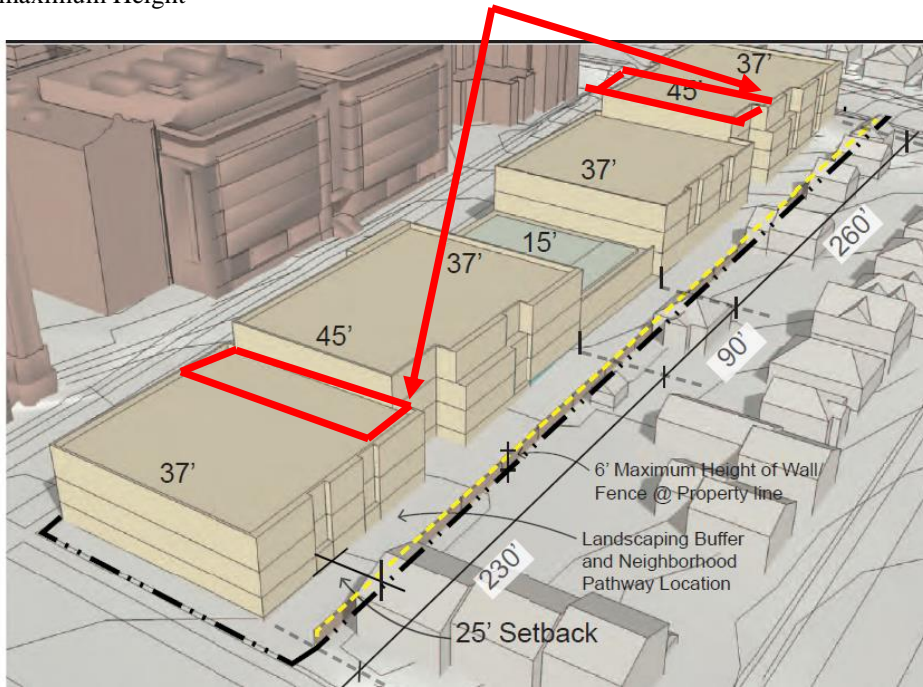 maximum Height
37'
45'
37'
15'
37'
45'
37'
260'
90'
6' Maximum Height of Wall/
Fence @ Property line
Landscaping Buffer
and Neighborhood
Pathway Location
230'
25' Setback